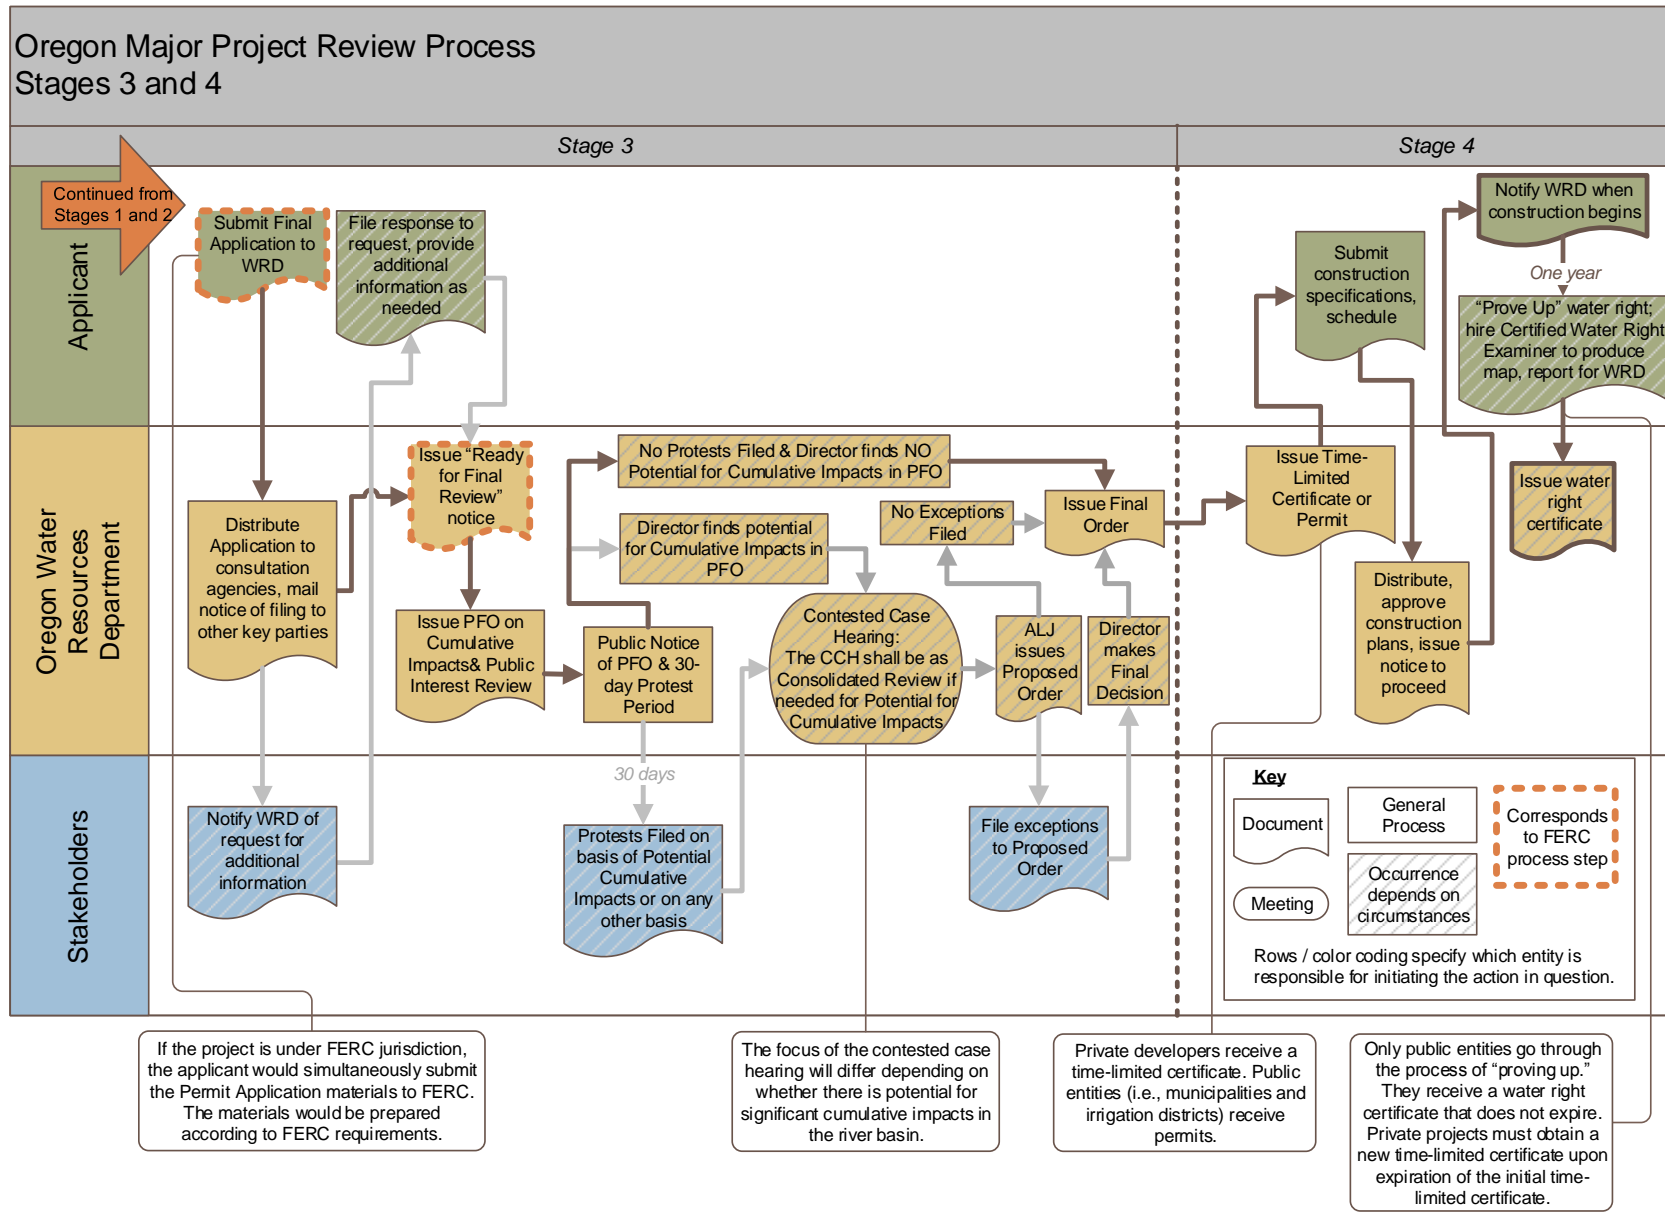 Oregon Major Project Review Process
Stages 3 and 4
Stage 3
Stage 4
Applicant
Continued from
Stages 1 and 2
Submit Final
Application to
WRD
File response to
request, provide
additional
information as
needed
Submit
construction
specifications,
schedule
Notify WRD when
construction begins
One year
“Prove Up” water right;
hire Certified Water Right
Examiner to produce
map, report for WRD
Oregon Water
Resources
Department
Distribute
Application to
consultation
agencies, mail
notice of filing to
other key parties
Issue “Ready
for Final
Review”
notice
Issue PFO on
Cumulative
Impacts& Public
Interest Review
Public Notice
of PFO & 30-
day Protest
Period
No Protests Filed & Director finds NO
Potential for Cumulative Impacts in PFO
Director finds potential
for Cumulative Impacts in
PFO
Contested Case
Hearing:
The CCH shall be as
Consolidated Review if
needed for Potential for
Cumulative Impacts
No Exceptions
Filed
ALJ
issues
Proposed
Order
Director
makes
Final
Decision
Issue Final
Order
Issue Time-
Limited
Certificate or
Permit
Distribute,
approve
construction
plans, issue
notice to
proceed
Issue water
right
certificate
Stakeholders
Notify WRD of
request for
additional
information
30 days
Protests Filed on
basis of Potential
Cumulative
Impacts or on any
other basis
File exceptions
to Proposed
Order
Key
Document
General
Process
Corresponds
to FERC
process step
Meeting
Occurrence
depends on
circumstances
Rows / color coding specify which entity is
responsible for initiating the action in question.
If the project is under FERC jurisdiction,
the applicant would simultaneously submit
the Permit Application materials to FERC.
The materials would be prepared
according to FERC requirements.
The focus of the contested case
hearing will differ depending on
whether there is potential for
significant cumulative impacts in
the river basin.
Private developers receive a
time-limited certificate. Public
entities (i.e., municipalities and
irrigation districts) receive
permits.
Only public entities go through
the process of “proving up.”
They receive a water right
certificate that does not expire.
Private projects must obtain a
new time-limited certificate upon
expiration of the initial time-
limited certificate.